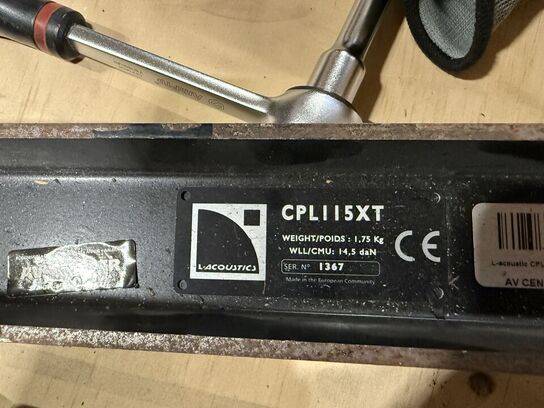 CPL115XT
WEIGHT/POIDS : 1,75 Kg
WLL/CMU: 14,5 daN
L-ACOUSTICS
SER. N° 1367
CE
Made in the European Community
L-acoustic CPL
AV CEN